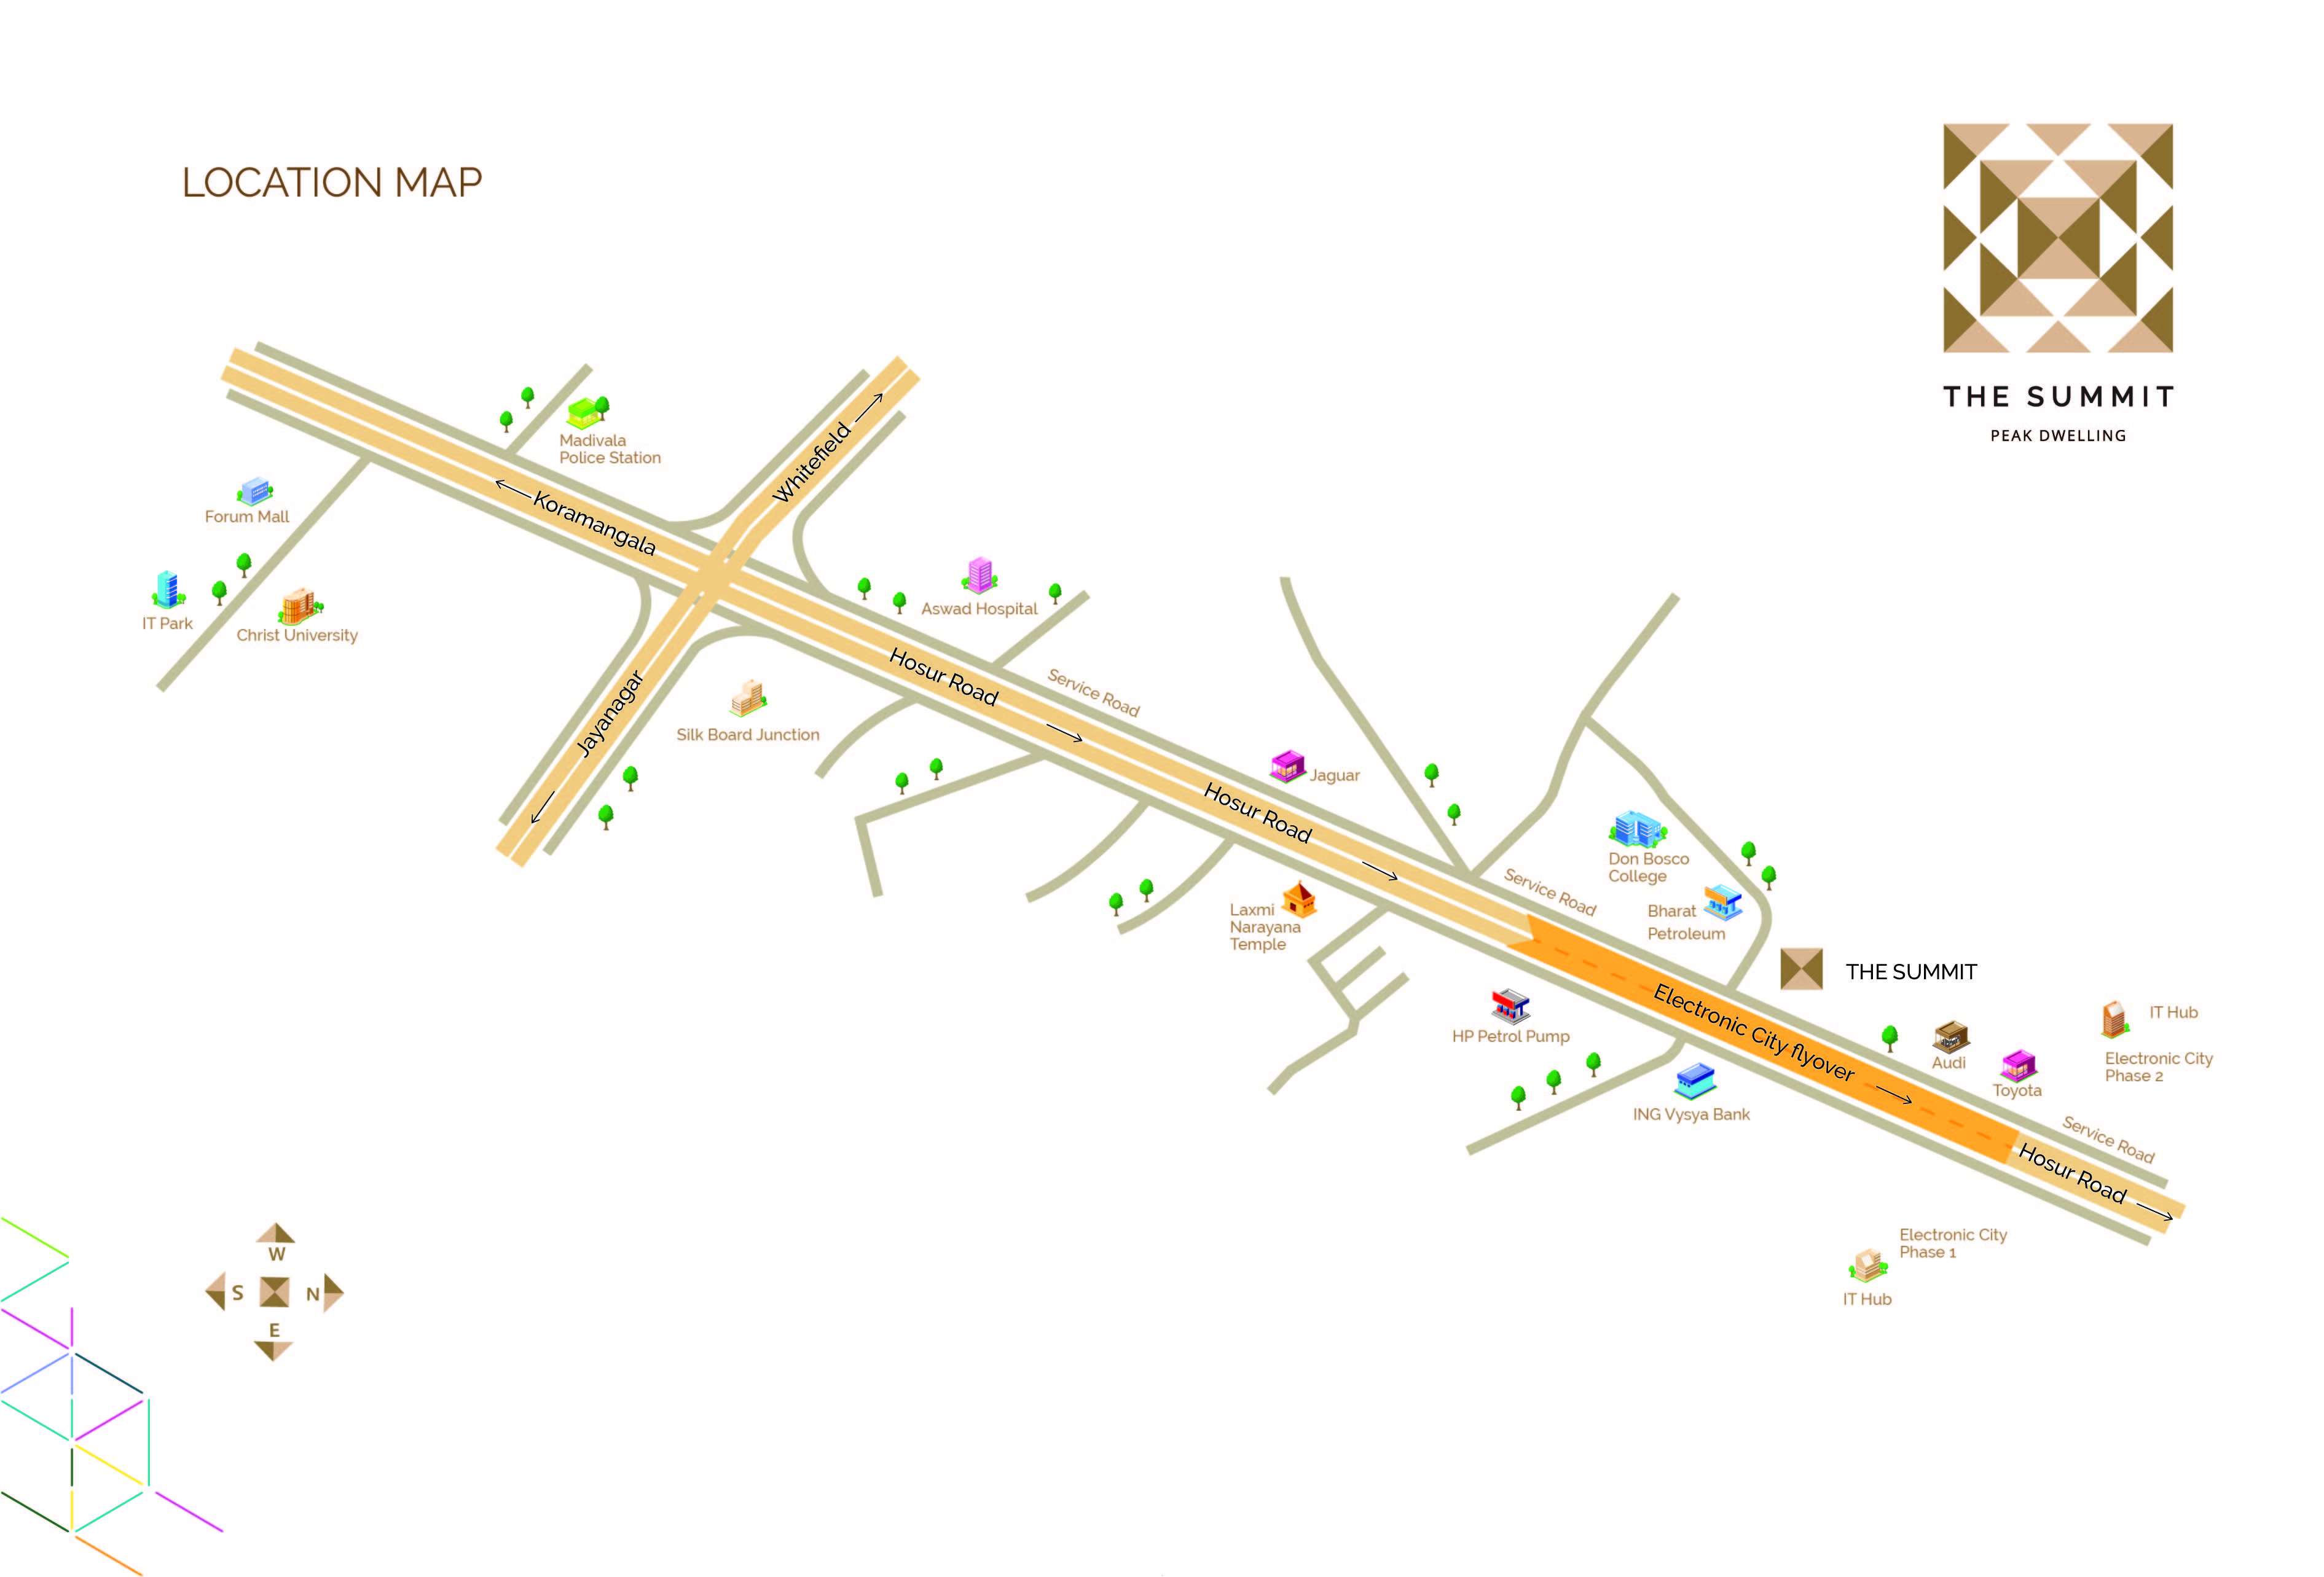 LOCATION MAP
THE SUMMIT
PEAK DWELLING
Madivala
Police Station
Whitefield
Forum Mall
Koramangala
IT Park
Christ University
Aswad Hospital
Jayanagar
Silk Board Junction
Hosur Road
Service Road
Jaguar
Hosur Road
Don Bosco
College
Service Road
Bharat
Petroleum
Laxmi
Narayana
Temple
THE SUMMIT
HP Petrol Pump
Electronic City flyover
IT Hub
Electronic City
Phase 2
Audi
Toyota
ING Vysya Bank
Service Road
Hosur Road
Electronic City
Phase 1
IT Hub
W
S
N
E